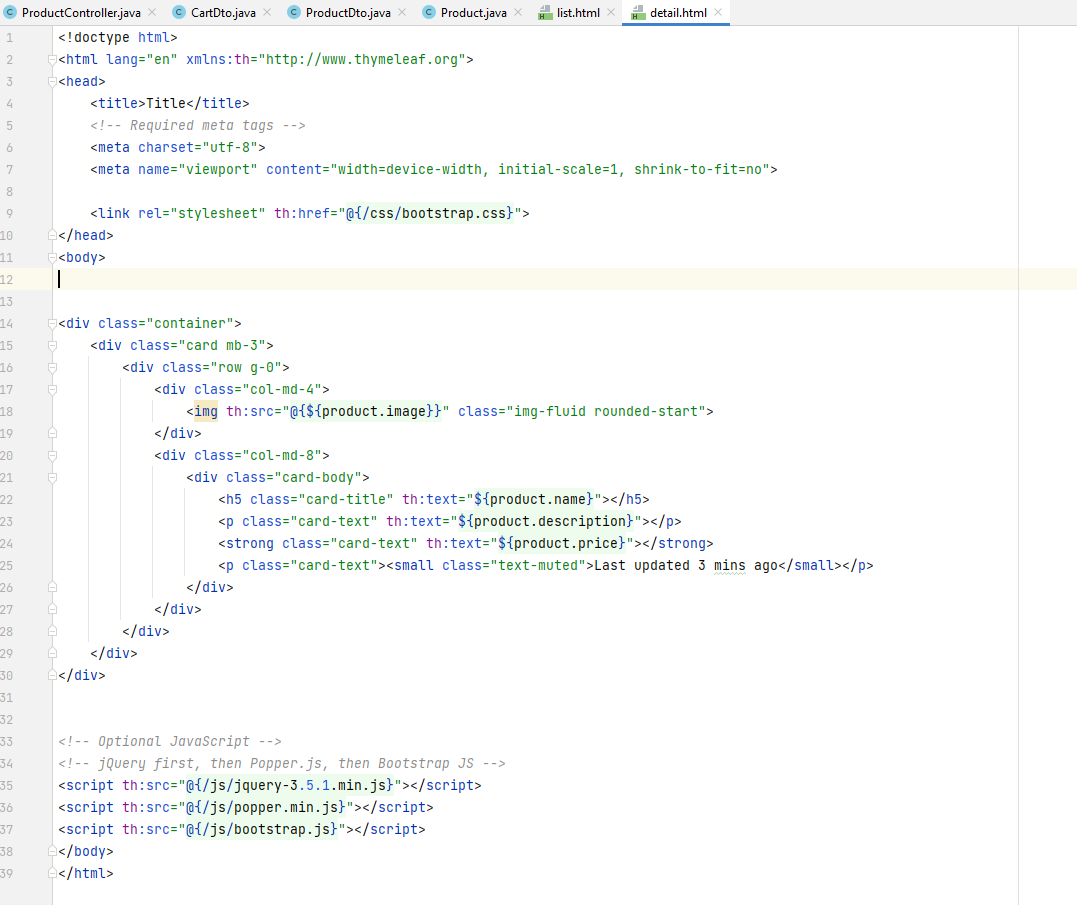 ProductController.java CartDto.java ProductDto.java Product.java list.html detail.html
1 <!doctype html>
2 <html lang="en" xmlns:th="http://www.thymeleaf.org">
3 <head>
4     <title>Title</title>
5     <!-- Required meta tags -->
6     <meta charset="utf-8">
7     <meta name="viewport" content="width=device-width, initial-scale=1, shrink-to-fit=no">
8
9     <link rel="stylesheet" th:href="@{/css/bootstrap.css}">
10 </head>
11 <body>
12
13
14 <div class="container">
15     <div class="card mb-3">
16         <div class="row g-0">
17             <div class="col-md-4">
18                 <img th:src="@{${product.image}}" class="img-fluid rounded-start">
19             </div>
20             <div class="col-md-8">
21                 <div class="card-body">
22                     <h5 class="card-title" th:text="${product.name}"></h5>
23                     <p class="card-text" th:text="${product.description}"></p>
24                     <strong class="card-text" th:text="${product.price}"></strong>
25                     <p class="card-text"><small class="text-muted">Last updated 3 mins ago</small></p>
26                 </div>
27             </div>
28         </div>
29     </div>
30 </div>
31
32
33 <!-- Optional JavaScript -->
34 <!-- jQuery first, then Popper.js, then Bootstrap JS -->
35 <script th:src="@{/js/jquery-3.5.1.min.js}"></script>
36 <script th:src="@{/js/popper.min.js}"></script>
37 <script th:src="@{/js/bootstrap.js}"></script>
38 </body>
39 </html>